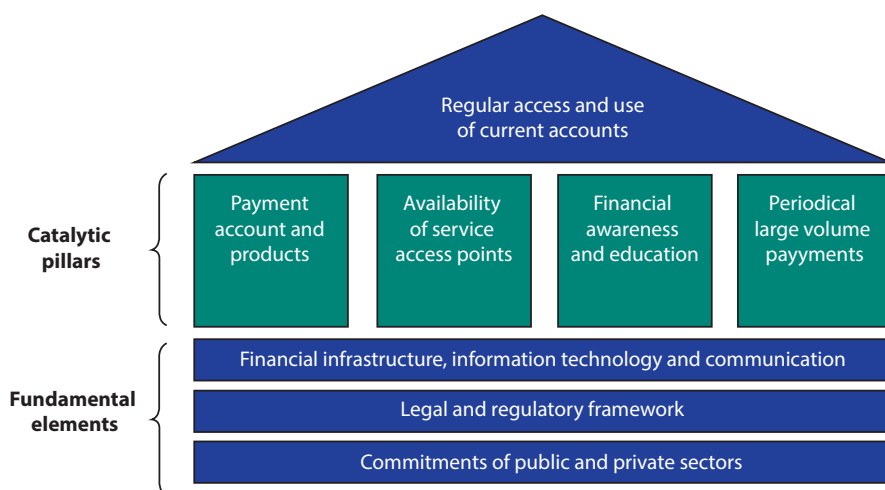 Regular access and use
of current accounts
Catalytic
pillars
Payment
account and
products
Availability
of service
access points
Financial
awareness
and education
Periodical
large volume
payyments
Fundamental
elements
Financial infrastructure, information technology and communication
Legal and regulatory framework
Commitments of public and private sectors